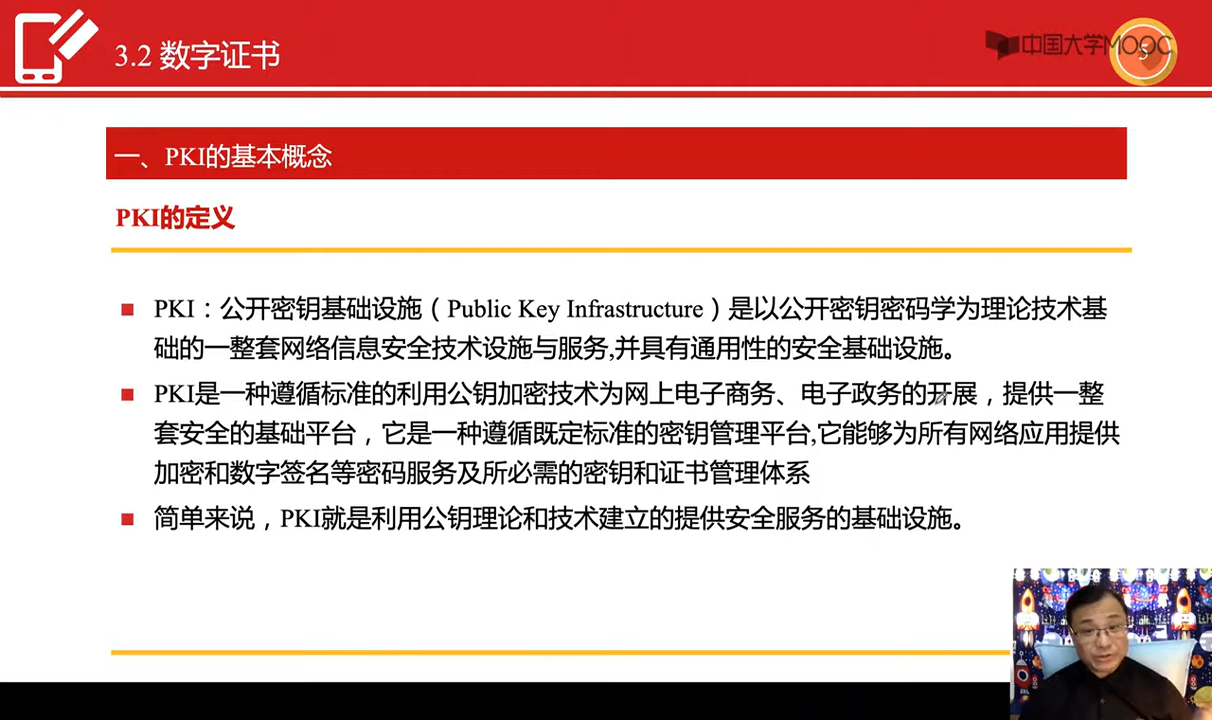 3.2 数字证书
中国大学MOOC
5
一、PKI的基本概念
PKI的定义
PKI：公开密钥基础设施（Public Key Infrastructure）是以公开密钥密码学为理论技术基
础的一整套网络信息安全技术设施与服务,并具有通用性的安全基础设施。
PKI是一种遵循标准的利用公钥加密技术为网上电子商务、电子政务的开展，提供一整
套安全的基础平台，它是一种遵循既定标准的密钥管理平台,它能够为所有网络应用提供
加密和数字签名等密码服务及所必需的密钥和证书管理体系
简单来说，PKI就是利用公钥理论和技术建立的提供安全服务的基础设施。